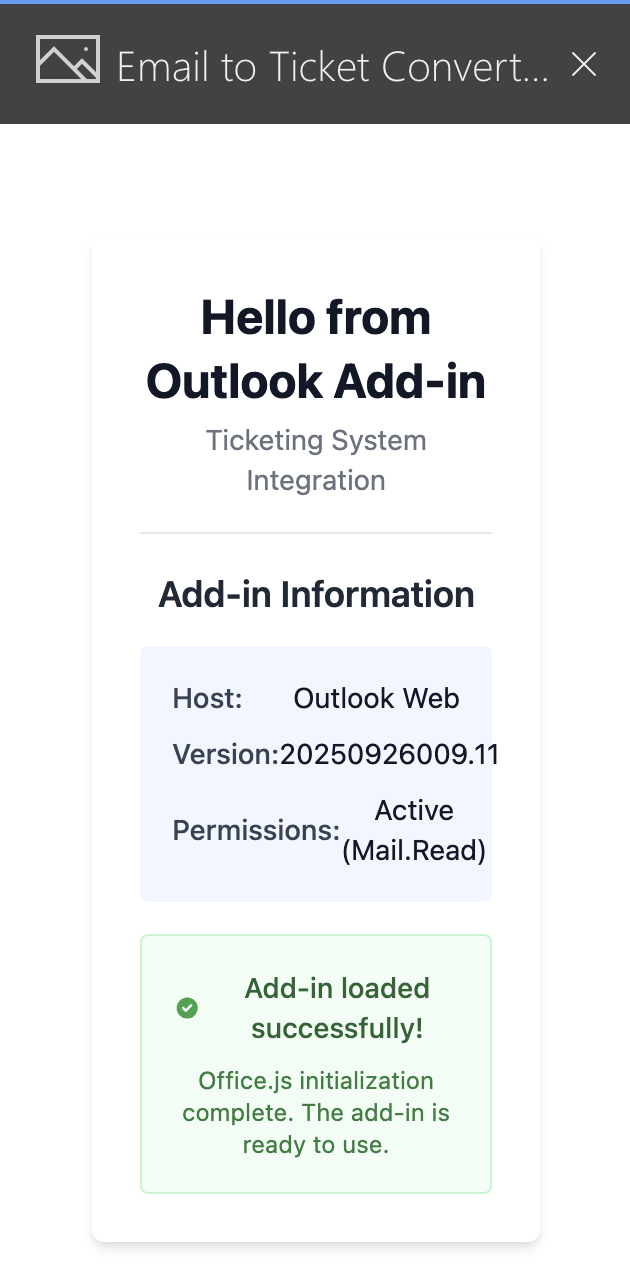 Email to Ticket Convert...
Hello from
Outlook Add-in
Ticketing System
Integration
Add-in Information
Host: Outlook Web
Version:20250926009.11
Permissions: Active
(Mail.Read)
Add-in loaded
successfully!
Office.js initialization
complete. The add-in is
ready to use.